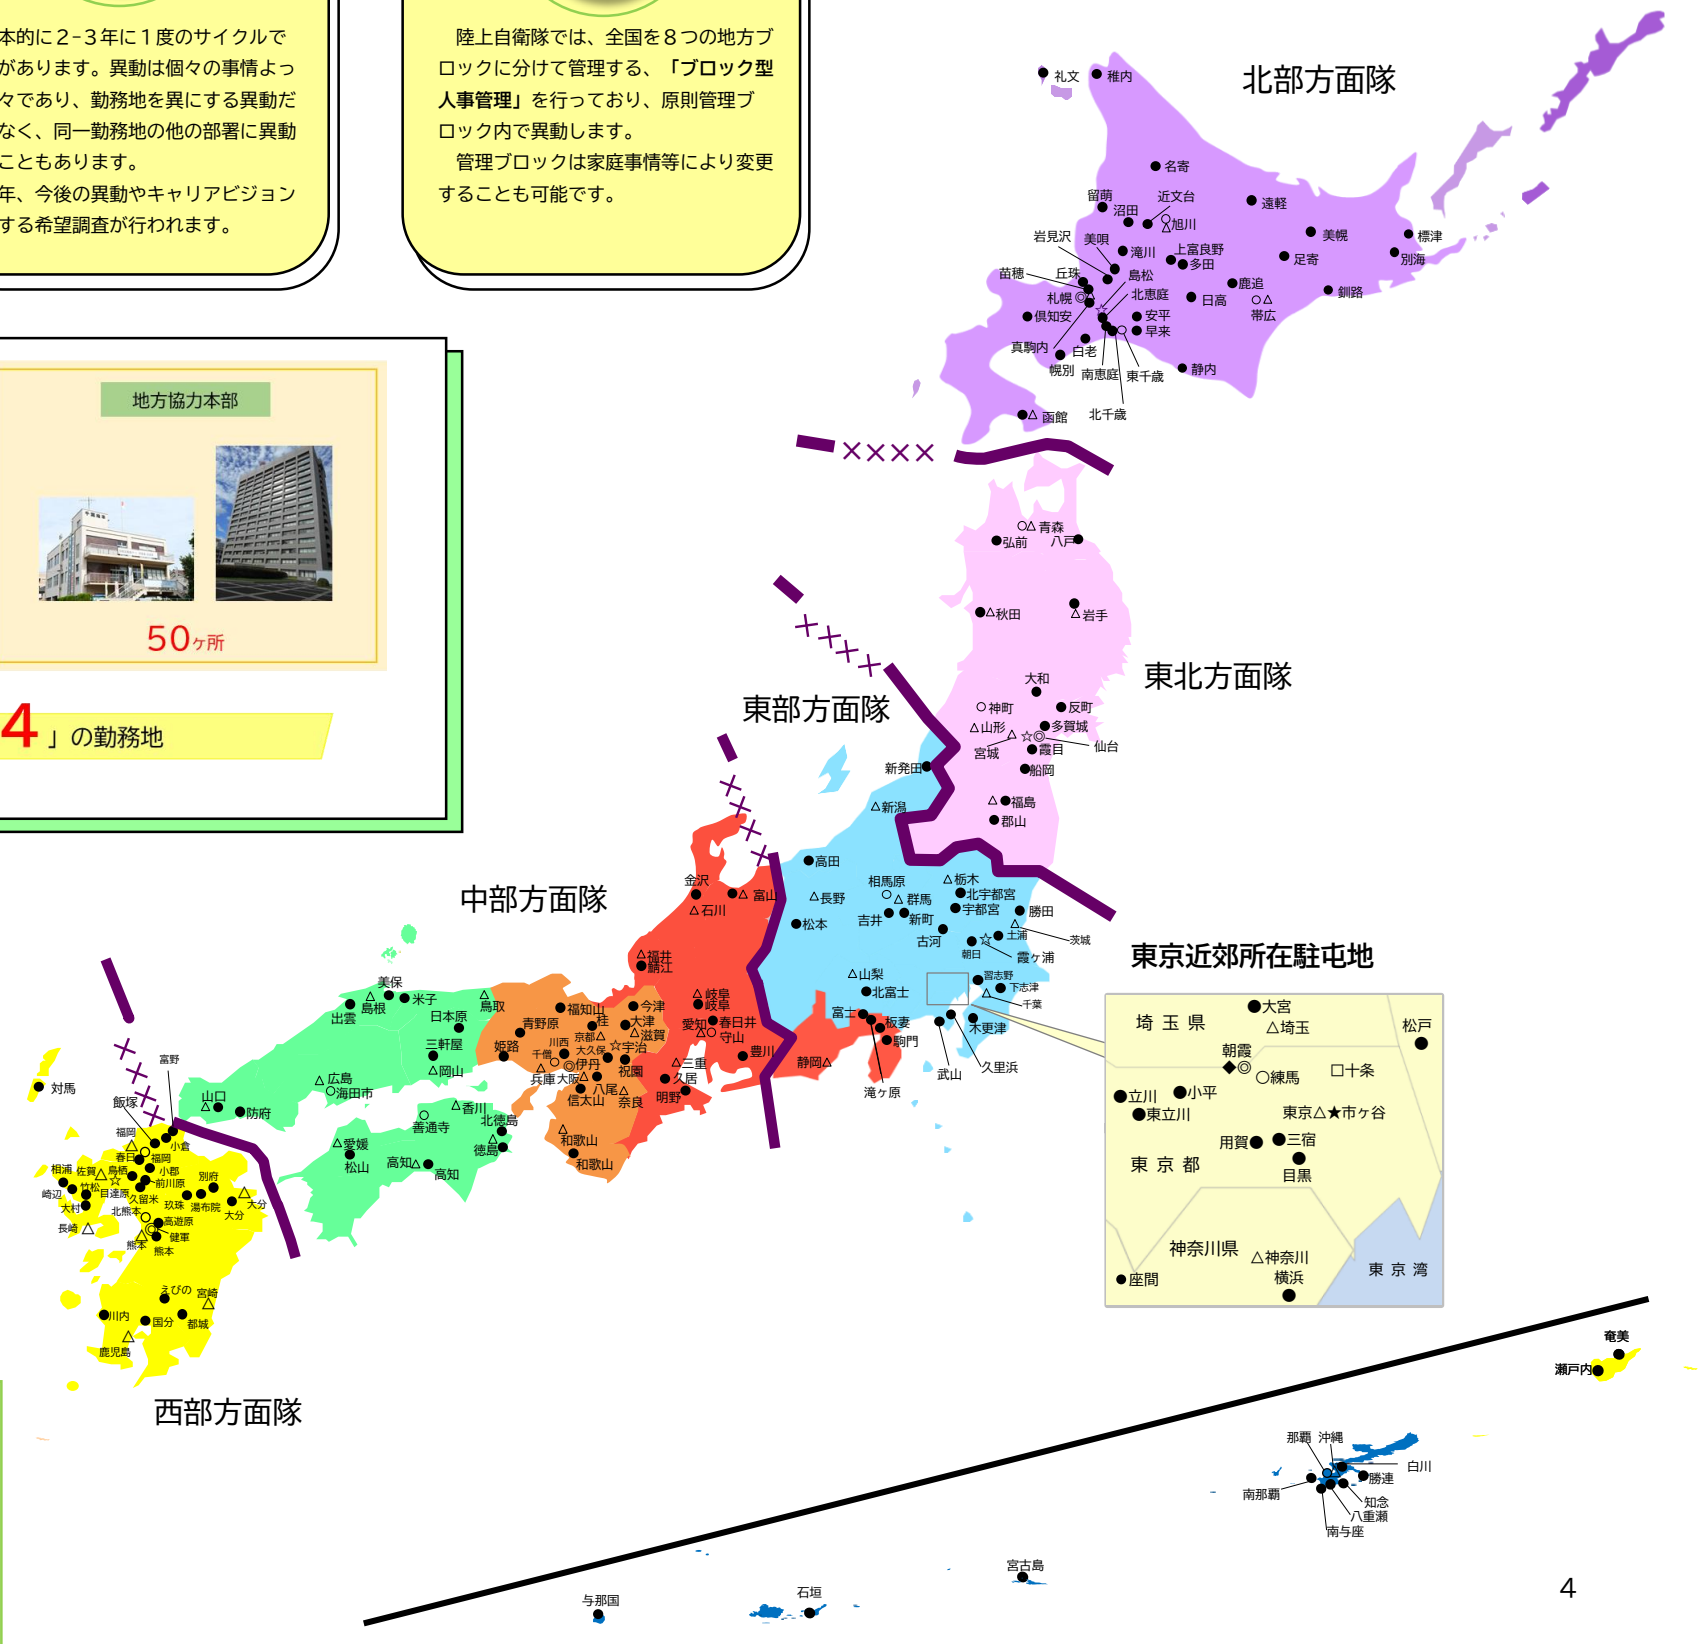 本的に２−３年に１度のサイクルで
があります。異動は個々の事情よっ
々であり、勤務地を異にする異動だ
なく、同一勤務地の他の部署に異動
こともあります。
年、今後の異動やキャリアビジョン
する希望調査が行われます。
陸上自衛隊では、全国を８つの地方ブ
ロックに分けて管理する、「ブロック型
人事管理」を行っており、原則管理ブ
ロック内で異動します。
管理ブロックは家庭事情等により変更
することも可能です。
地方協力本部
50ヶ所
4」の勤務地
北部方面隊
●礼文
●稚内
●名寄
留萌
沼田
近文台
旭川
●遠軽
●美幌
●標津
●別海
●足寄
●釧路
岩見沢
美唄
●滝川
上富良野
●多田
●鹿追
○△
帯広
●日高
苗穂
丘珠
島松
札幌◎
北恵庭
●倶知安
●安平
●早来
真駒内
白老
幌別
南恵庭
東千歳
北千歳
●静内
●△函館
東北方面隊
○△青森
●弘前
八戸●
●△秋田
△岩手
大和
○神町
●反町
△山形
●多賀城
宮城
☆◎
仙台
●霞目
●船岡
△●福島
●郡山
東部方面隊
新発田●
△新潟
●高田
△長野
●松本
相馬原
△群馬
吉井
●新町
△栃木
●北宇都宮
●宇都宮
古河
●勝田
茨城
土浦
朝日
霞ヶ浦
△山梨
●北富士
習志野
下志津
千葉
富士
板妻
駒門
滝ヶ原
木更津
久里浜
武山
静岡△
中部方面隊
金沢
△石川
●△富山
△福井
●鯖江
△岐阜
●岐阜
愛知
春日井
守山
●豊川
△三重
久居
明野
●今津
大津
△滋賀
●福知山
桂
京都△
青野原
姫路
川西
千僧
大久保
☆宇治
◎伊丹
兵庫
大阪
祝園
八尾
信太山
奈良
和歌山
和歌山
△鳥取
美保
●米子
△島根
出雲
日本原
三軒屋
△岡山
△広島
○海田市
山口
●防府
△香川
善通寺
北徳島
徳島
△愛媛
松山
高知△
高知
西部方面隊
●対馬
富野
飯塚
福岡
小倉
春日
福岡
相浦
佐賀
鳥栖
小郡
崎辺
竹松
目達原
前川原
別府
大村
久留米
玖珠
湯布院
大分
大分
北熊本
高遊原
長崎△
健軍
熊本
熊本
えびの
宮崎
●川内
●国分
都城
鹿児島
東京近郊所在駐屯地
●大宮
埼玉県
△埼玉
松戸
朝霞
◆◎
○練馬
□十条
●立川
●小平
●東立川
東京△★市ヶ谷
用賀●
●三宿
目黒
東京都
神奈川県
△神奈川
横浜
●座間
東京湾
奄美
瀬戸内●
那覇
沖縄
白川
●勝連
南那覇
知念
八重瀬
南与座
宮古島
石垣
与那国
4